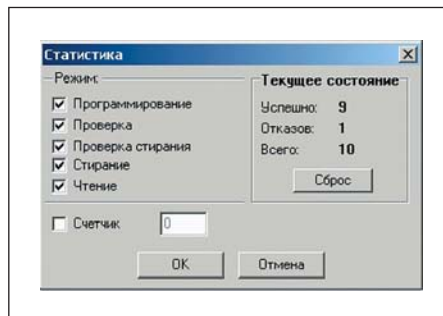 Статистика
Режим:
Программирование
Проверка
Проверка стирания
Стирание
Чтение
Текущее состояние
Успешно: 9
Отказов: 1
Всего: 10
Сброс
Счетчик 0
OK Отмена